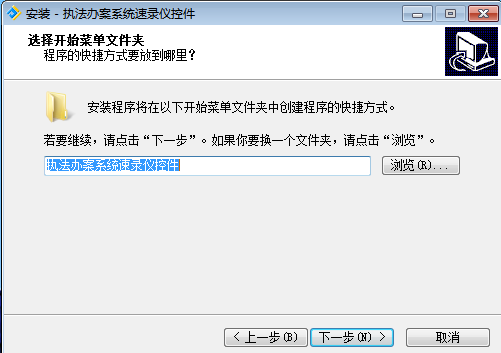 安装 - 执法办案系统速录仪控件
选择开始菜单文件夹
程序的快捷方式要放到哪里?
安装程序将在以下开始菜单文件夹中创建程序的快捷方式。
若要继续，请点击“下一步”。如果你要换一个文件夹，请点击“浏览”。
执法办案系统速录仪控件
浏览(R)...
< 上一步(B)
下一步(N) >
取消